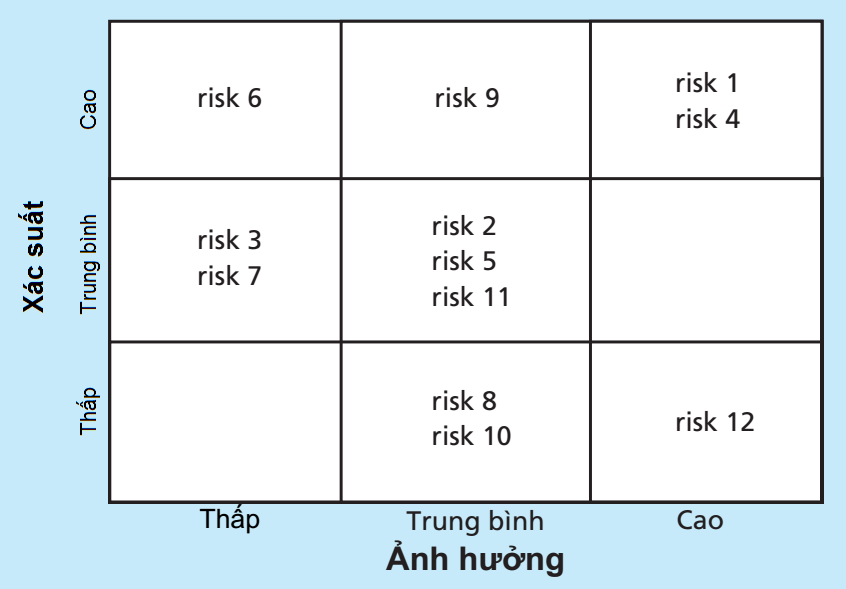 Xác suất
Cao
risk 6
risk 9
risk 1
risk 4
Trung bình
risk 3
risk 7
risk 2
risk 5
risk 11
Thấp
risk 8
risk 10
risk 12
Thấp
Trung bình
Cao
Ảnh hưởng